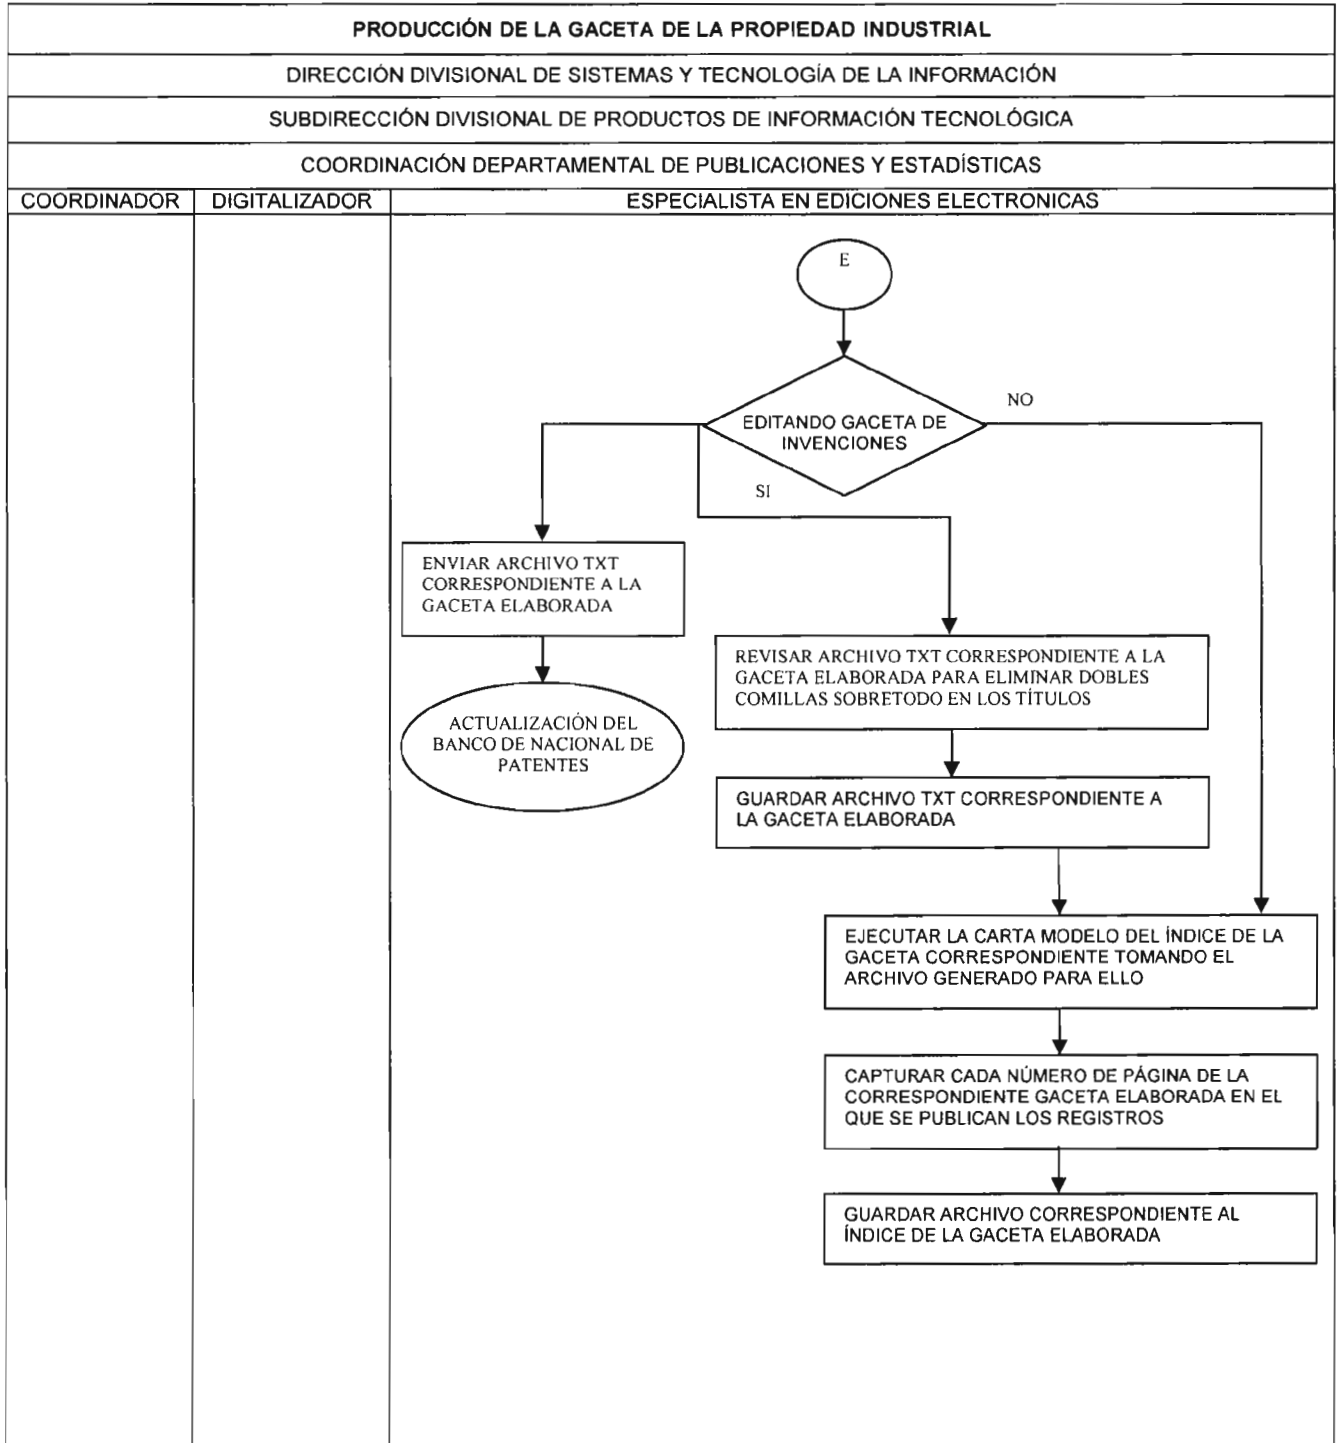 PRODUCCIÓN DE LA GACETA DE LA PROPIEDAD INDUSTRIAL
DIRECCIÓN DIVISIONAL DE SISTEMAS Y TECNOLOGÍA DE LA INFORMACIÓN
SUBDIRECCIÓN DIVISIONAL DE PRODUCTOS DE INFORMACIÓN TECNOLÓGICA
COORDINACIÓN DEPARTAMENTAL DE PUBLICACIONES Y ESTADÍSTICAS
COORDINADOR
DIGITALIZADOR
ESPECIALISTA EN EDICIONES ELECTRONICAS
E
EDITANDO GACETA DE
INVENCIONES
NO
SI
ENVIAR ARCHIVO TXT
CORRESPONDIENTE A LA
GACETA ELABORADA
ACTUALIZACIÓN DEL
BANCO DE NACIONAL DE
PATENTES
REVISAR ARCHIVO TXT CORRESPONDIENTE A LA
GACETA ELABORADA PARA ELIMINAR DOBLES
COMILLAS SOBRETODO EN LOS TÍTULOS
GUARDAR ARCHIVO TXT CORRESPONDIENTE A
LA GACETA ELABORADA
EJECUTAR LA CARTA MODELO DEL ÍNDICE DE LA
GACETA CORRESPONDIENTE TOMANDO EL
ARCHIVO GENERADO PARA ELLO
CAPTURAR CADA NÚMERO DE PÁGINA DE LA
CORRESPONDIENTE GACETA ELABORADA EN EL
QUE SE PUBLICAN LOS REGISTROS
GUARDAR ARCHIVO CORRESPONDIENTE AL
ÍNDICE DE LA GACETA ELABORADA